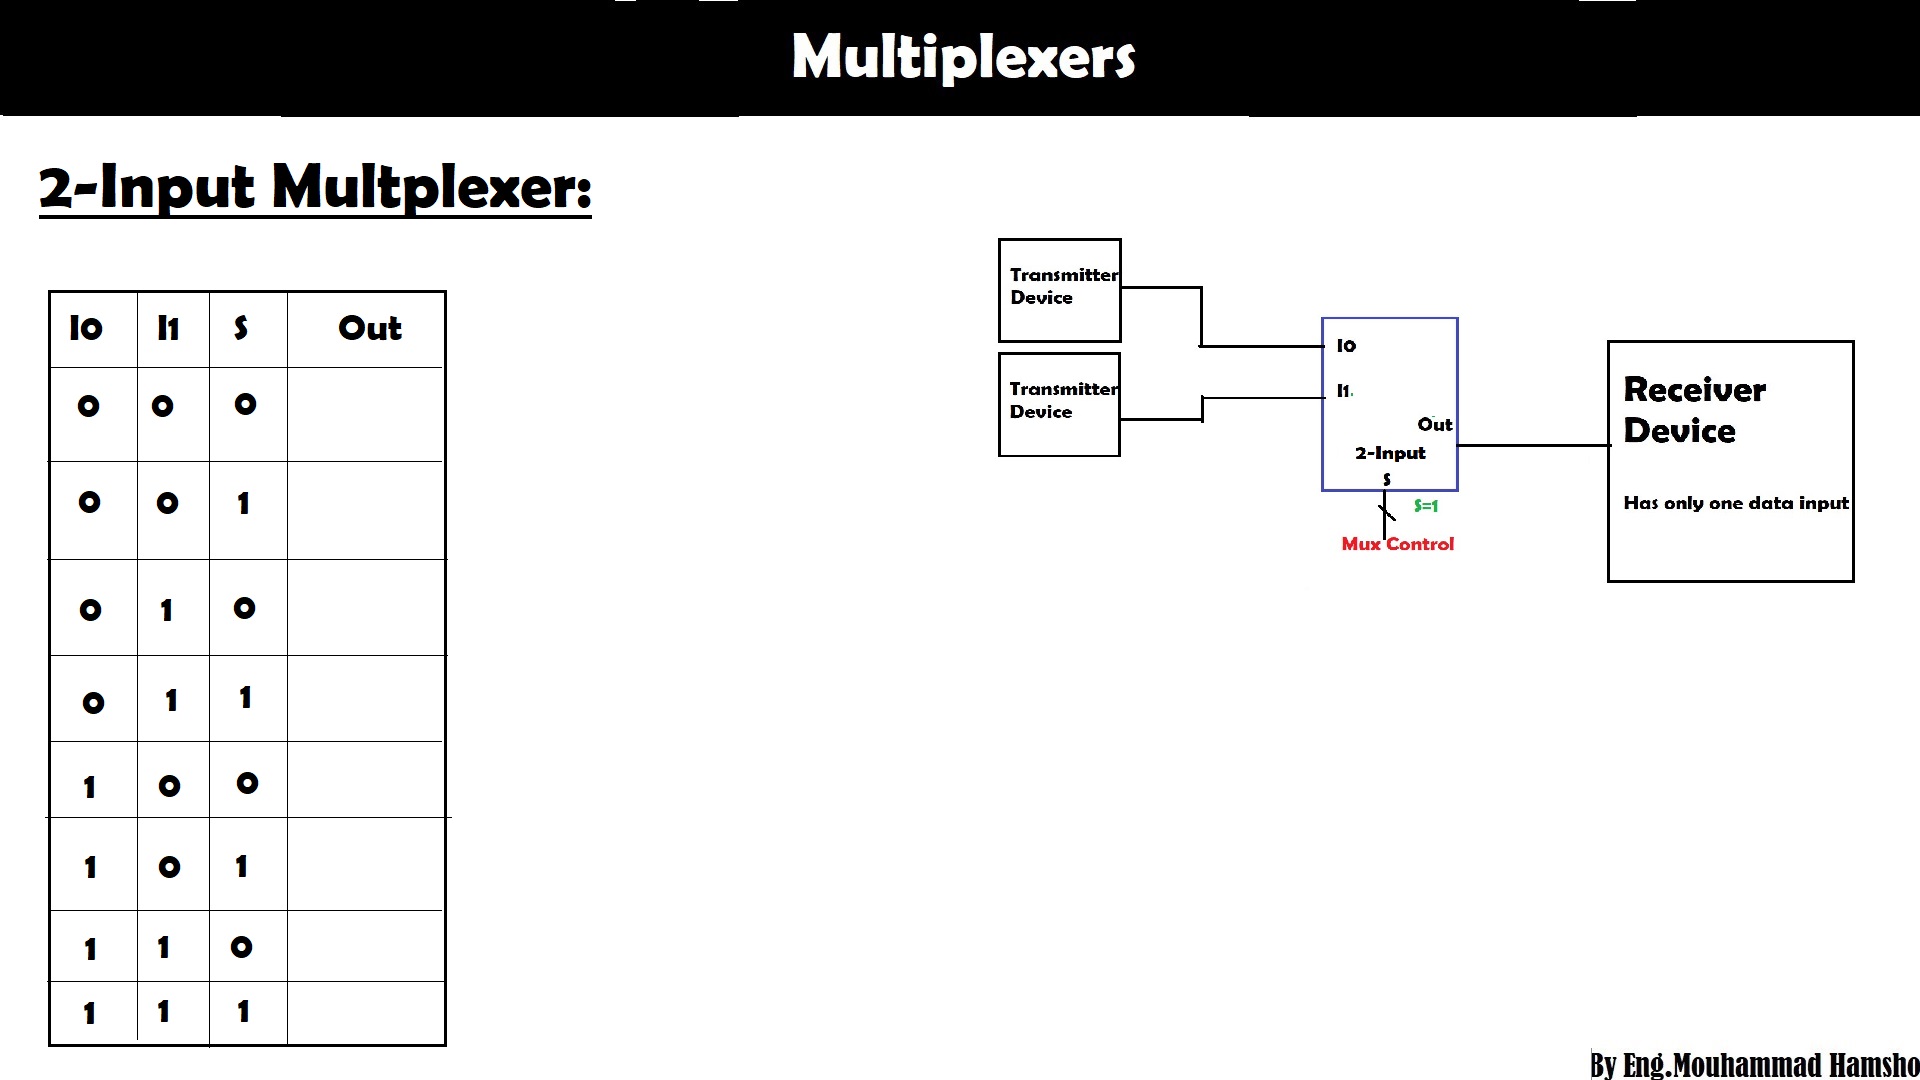 Multiplexers
2-Input Multplexer:
I0 I1 S Out
0 0 0
0 0 1
0 1 0
0 1 1
1 0 0
1 0 1
1 1 0
1 1 1
Transmitter
Device
Transmitter
Device
I0
I1
Out
2-Input
S
S=1
Mux Control
Receiver
Device
Has only one data input
By Eng.Mouhammad Hamsho